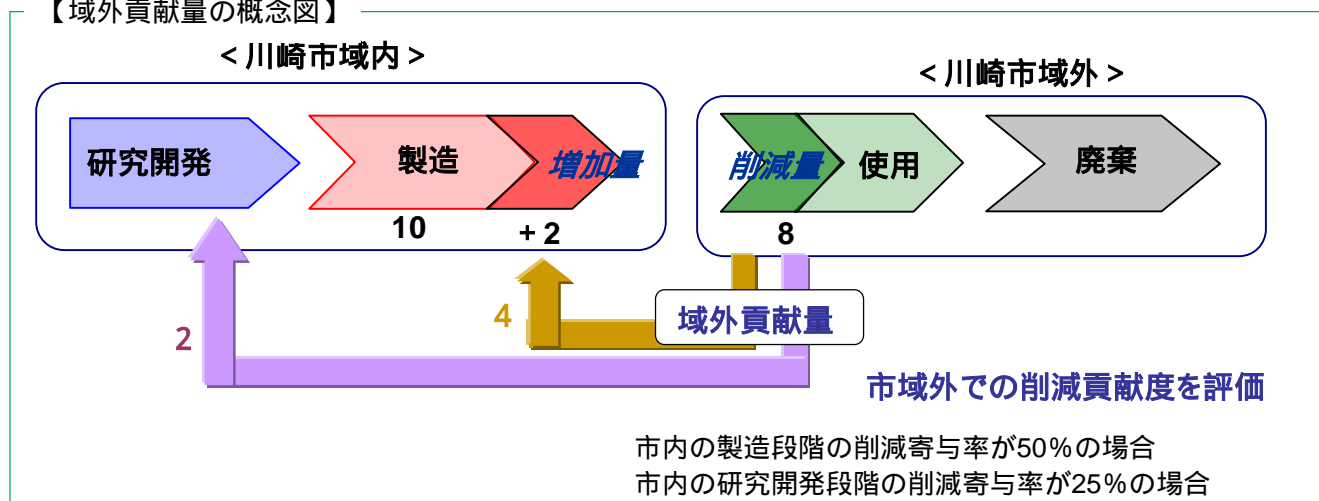 【域外貢献量の概念図】
<川崎市域内>
<川崎市域外>
研究開発
製造
増加量
削減量
使用
廃棄
10
+2
8
2
4
域外貢献量
市域外での削減貢献度を評価
市内の製造段階の削減寄与率が50%の場合
市内の研究開発段階の削減寄与率が25%の場合